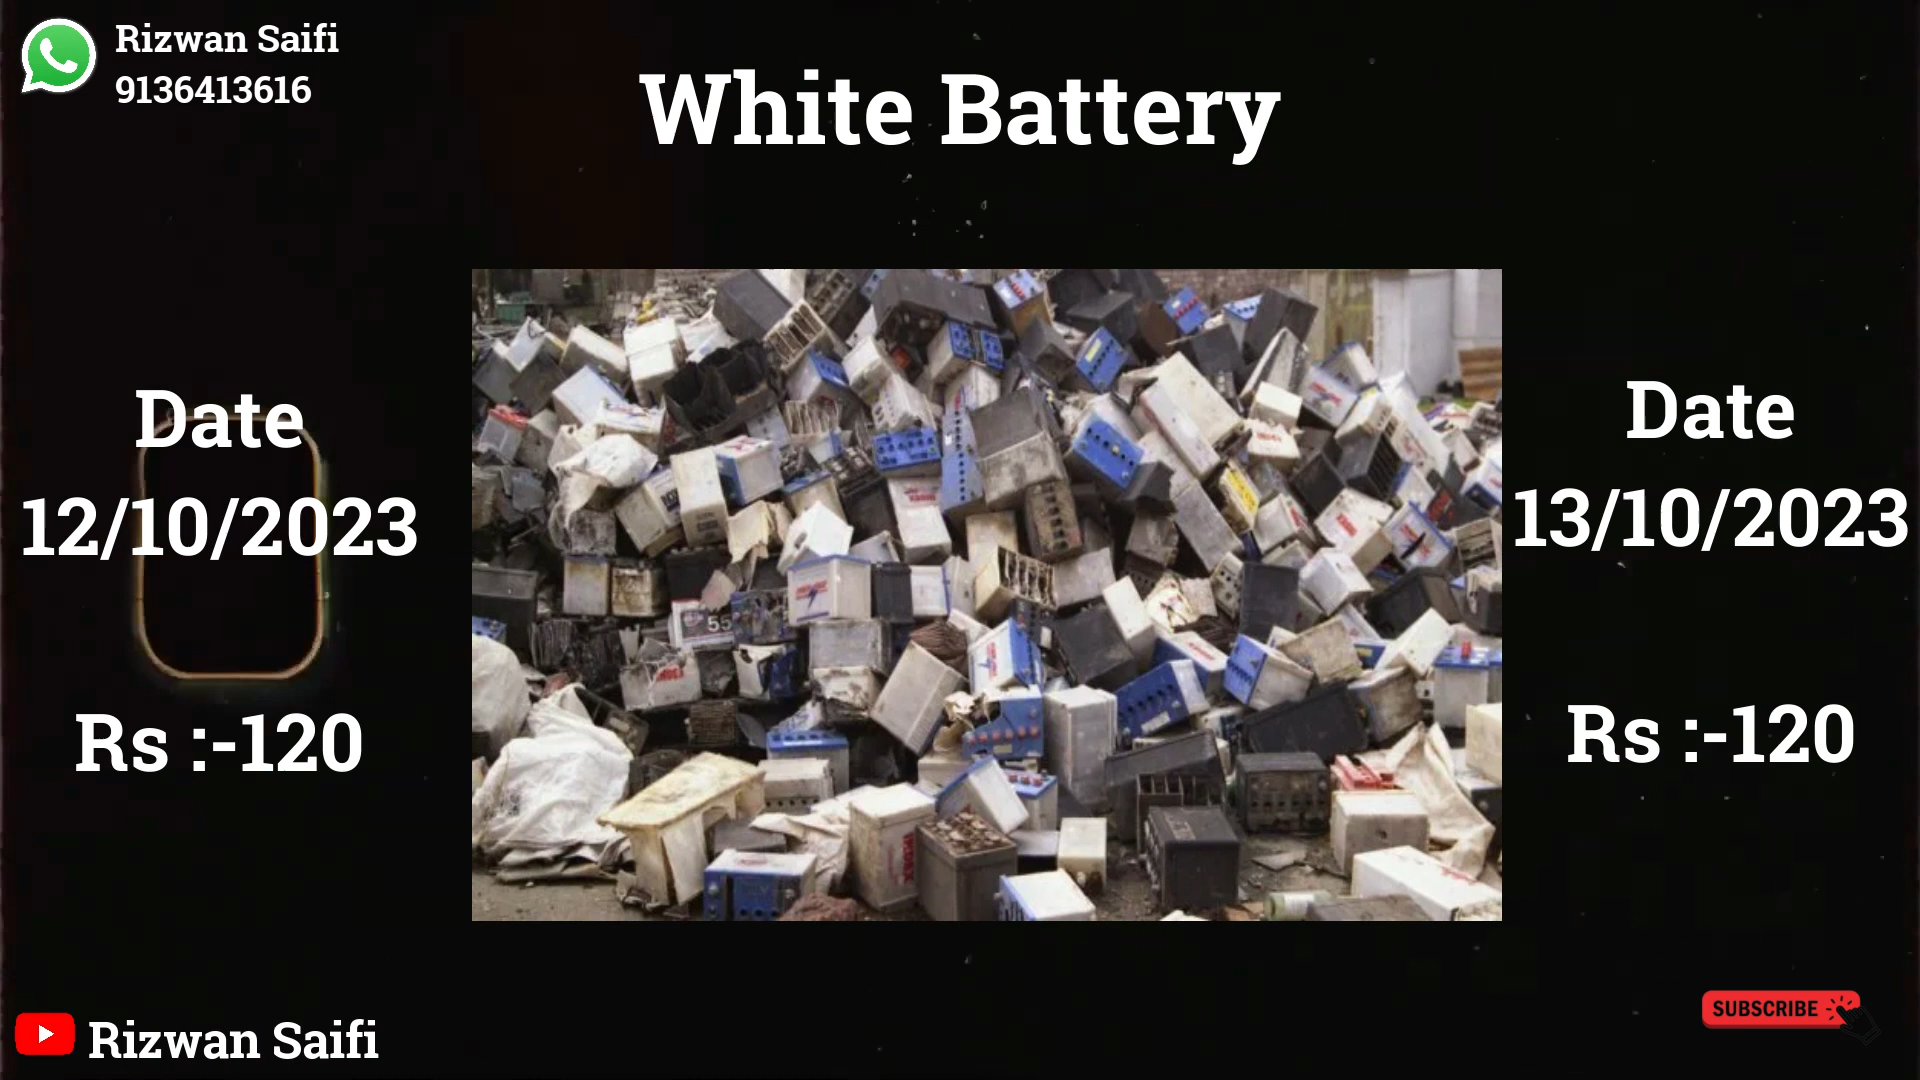 Rizwan Saifi
9136413616
White Battery
Date
12/10/2023
Rs :-120
55
Date
13/10/2023
Rs :-120
Rizwan Saifi
SUBSCRIBE